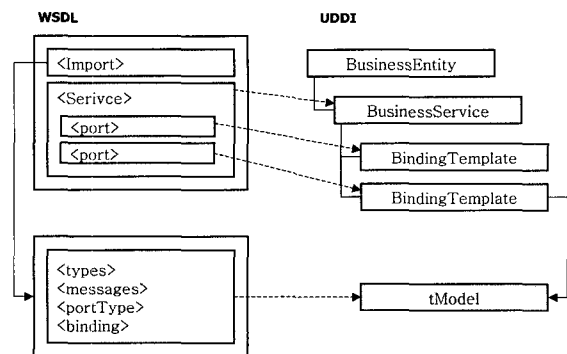 WSDL
UDDI
<Import>
<Serivce>
<port>
<port>
<types>
<messages>
<portType>
<binding>
BusinessEntity
BusinessService
BindingTemplate
BindingTemplate
tModel